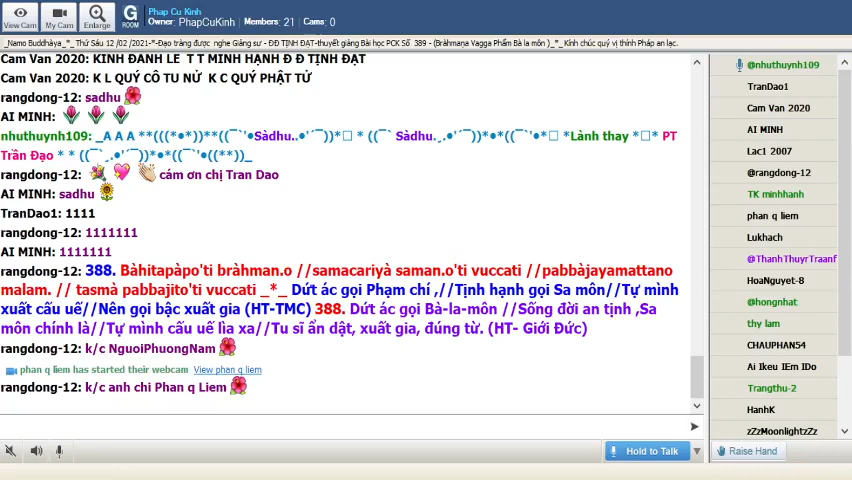 Phap Cu Kinh
Owner: PhapCuKinh Members: 21 Cams: 0
View Cam My Cam Enlarge G ROOM
_Namo Buddhàya_*_ Thứ Sáu 12 /02 /2021-*-Đạo tràng được nghe Giảng sư - ĐĐ TỊNH ĐẠT-thuyết giảng Bài học PCK Số 389 - (Bràhmaṇa Vagga Phẩm Bà la môn )_*_ Kính chúc quý vị thính Pháp an lạc.
Cam Van 2020: KINH ĐẢNH LỄ T T MINH HẠNH Đ Đ TỊNH ĐẠT
Cam Van 2020: K L QUÝ CÔ TU NỬ K C QUÝ PHẬT TỬ
rangdong-12: sadhu
AI MINH:
nhuthuynh109: _A A A **(((*•*))**((¯`'•Sàdhu..•'´¯))*□ * ((¯` Sàdhu.¸.•'´¯))*•*((¯`'•*□ *Lành thay *□* PT
Trần Đạo * * ((¯`¸.•'´¯))*•*((¯`'•((**))_
rangdong-12: cám ơn chị Tran Dao
AI MINH: sadhu
TranDao1: 1111
rangdong-12: 1111111
AI MINH: 1111111
rangdong-12: 388. Bàhitapàpo'ti bràhman.o //samacariyà saman.o'ti vuccati //pabbàjayamattano
malam. // tasmà pabbajito'ti vuccati _*_ Dứt ác gọi Phạm chí ,//Tịnh hạnh gọi Sa môn//Tự mình
xuất cấu uế//Nên gọi bậc xuất gia (HT-TMC) 388. Dứt ác gọi Bà-la-môn //Sống đời an tịnh ,Sa
môn chính là//Tự mình cấu uế lìa xa//Tu sĩ ẩn dật, xuất gia, đúng từ. (HT- Giới Đức)
rangdong-12: k/c NguoiPhuongNam
phan q liem has started their webcam View phan q liem
rangdong-12: k/c anh chi Phan q Liem
@nhuthuynh109
TranDao1
Cam Van 2020
AI MINH
Lac1 2007
@rangdong-12
TK minhhanh
phan q liem
Lukhach
@ThanhThuyrTraanf
HoaNguyet-8
@hongnhat
thy lam
CHAUPHAN54
Ai Ikeu IErn IDo
Trangthu-2
HanhK
zZzMoonlightzZz
Hold to Talk Raise Hand